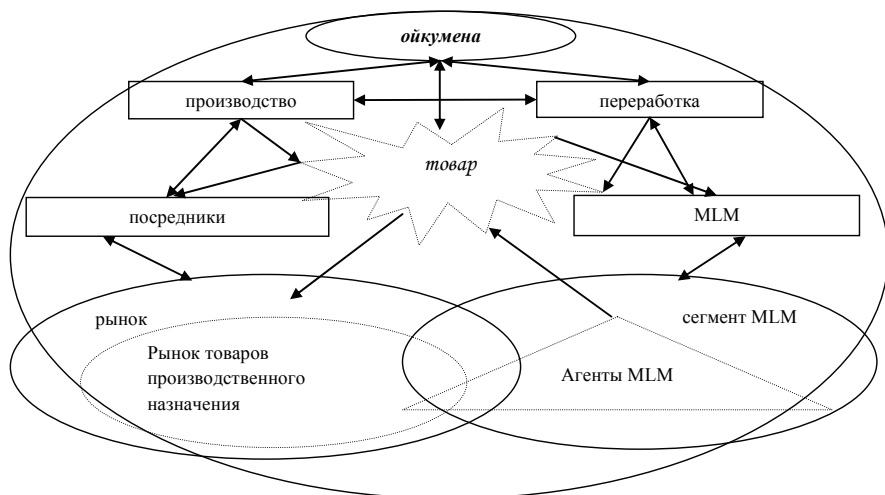 ойкумена
производство
переработка
товар
посредники
MLM
рынок
сегмент MLM
Рынок товаров
производственного
назначения
Агенты MLM